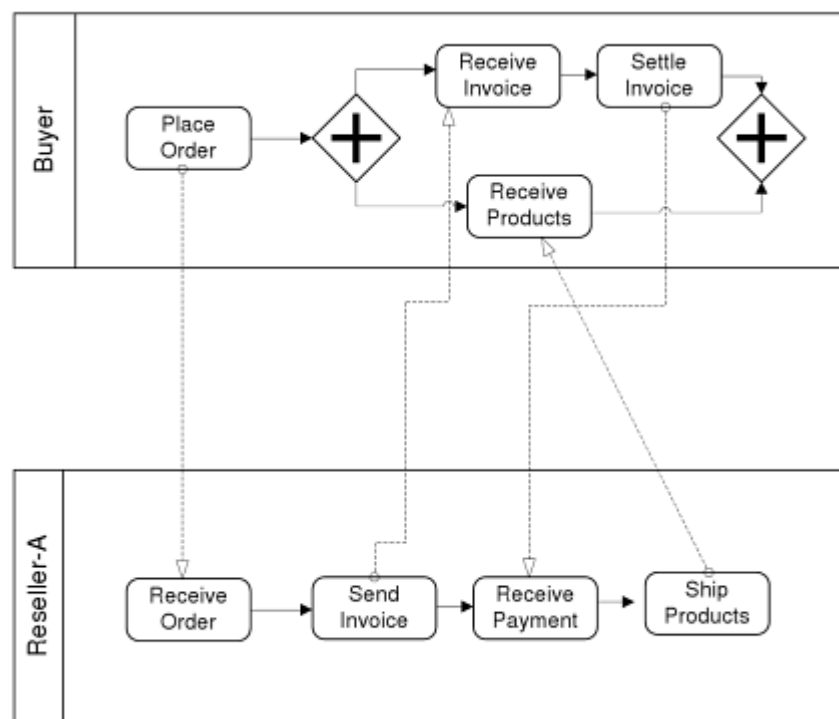 Buyer
Place
Order
Receive
Invoice
Settle
Invoice
Receive
Products
Reseller-A
Receive
Order
Send
Invoice
Receive
Payment
Ship
Products